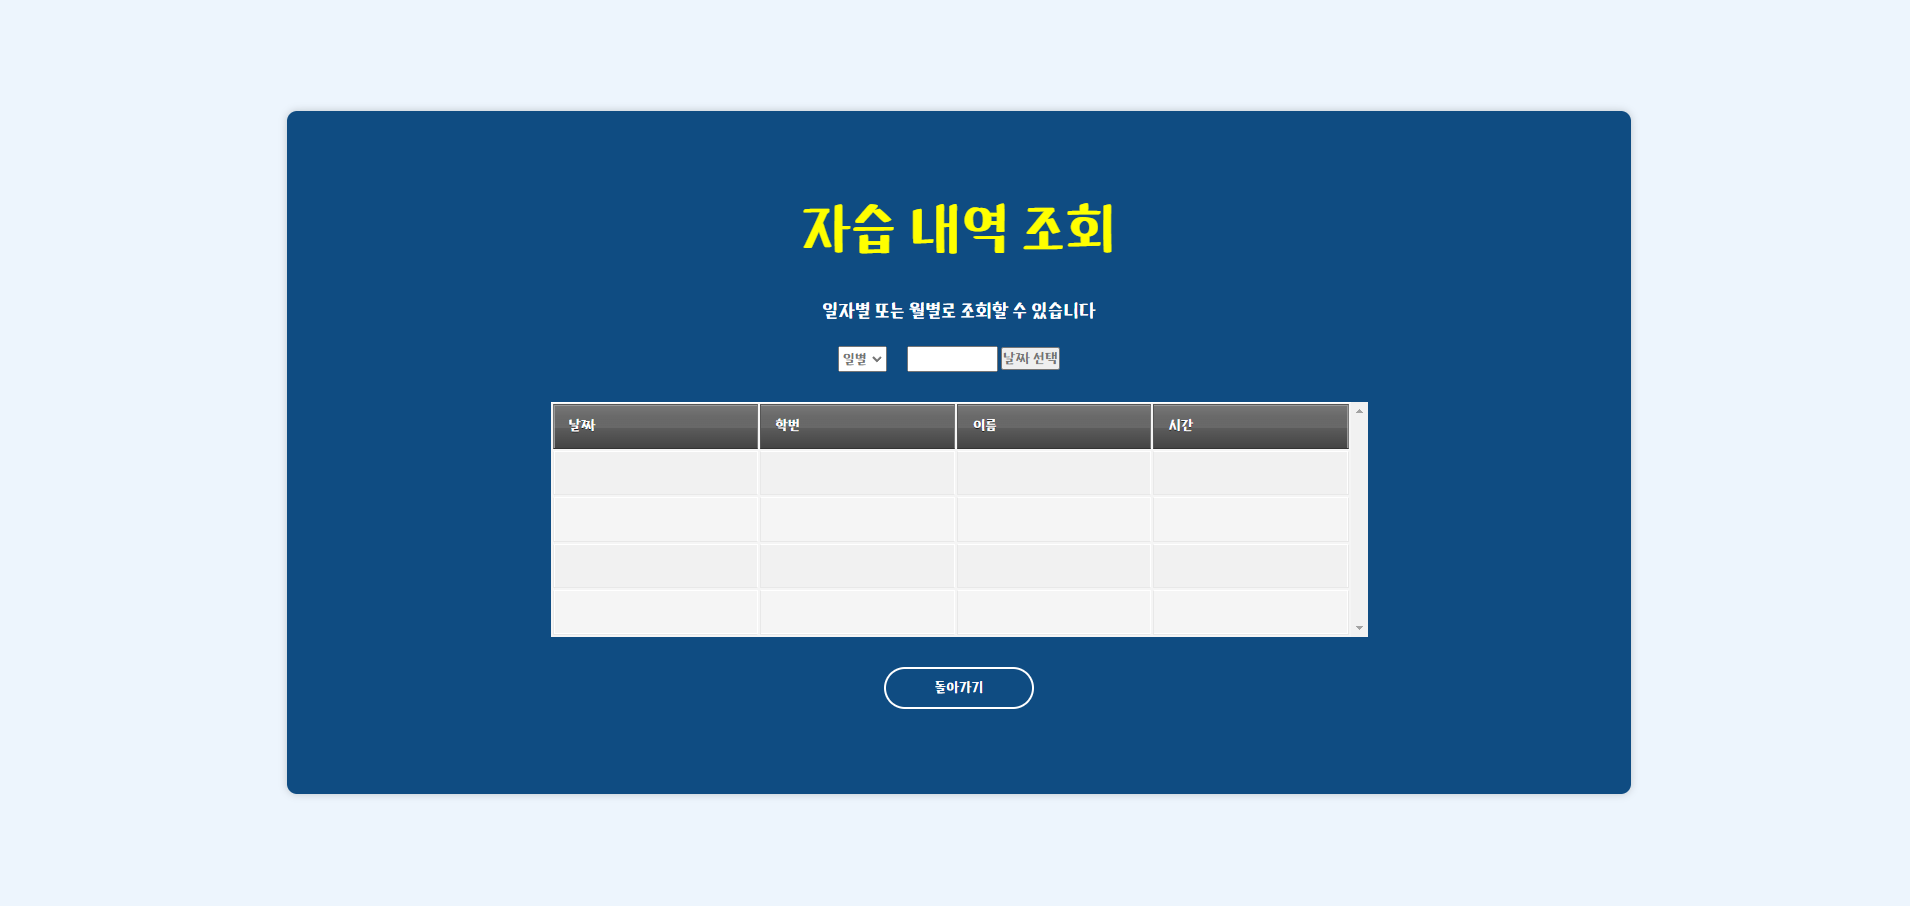 자습 내역 조회
일자별 또는 월별로 조회할 수 있습니다
일별 날짜 선택
날짜 학번 이름 시간
돌아가기